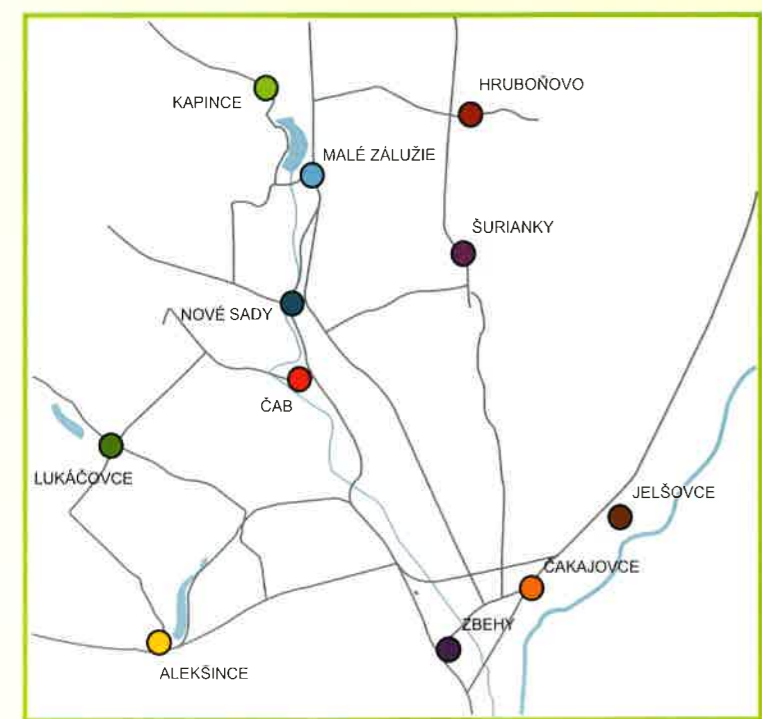 HRUBOŇOVO
KAPINCE
MALÉ ZÁLUŽIE
ŠURIANKY
NOVÉ SADY
ČAB
LUKÁČOVCE
JELŠOVCE
ČAKAJOVCE
ZBEHY
ALEKŠINCE